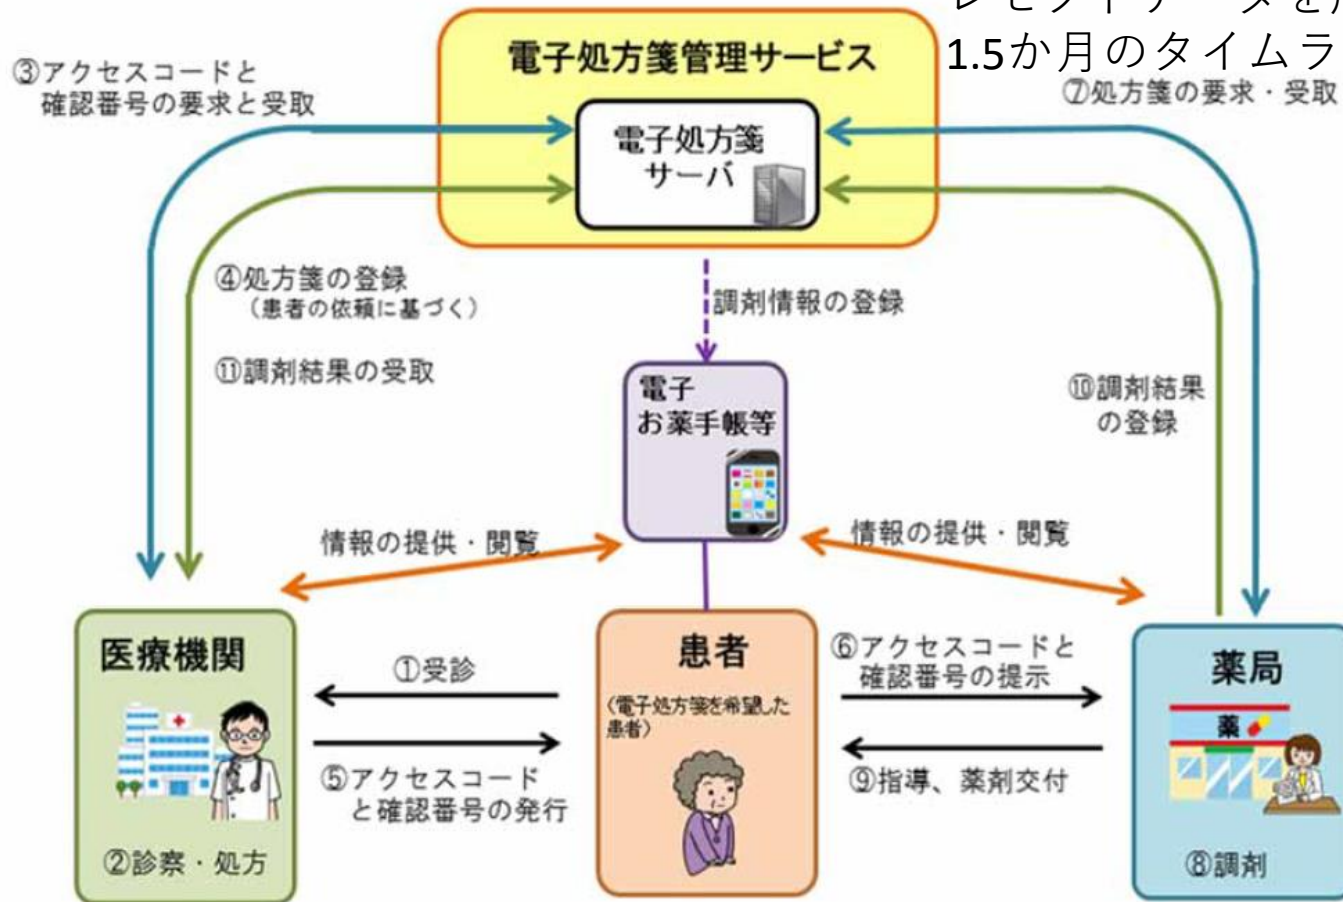 レセプトデータを
1.5か月のタイムラ
電子処方箋管理サービス
電子処方箋
サーバ
③アクセスコードと
確認番号の要求と受取
⑦処方箋の要求・受取
④処方箋の登録
(患者の依頼に基づく)
⑪調剤結果の受取
調剤情報の登録
⑩調剤結果
の登録
電子
お薬手帳等
情報の提供・閲覧
情報の提供・閲覧
医療機関
②診察・処方
①受診
⑤アクセスコード
と確認番号の発行
患者
〈電子処方箋を希望した
患者〉
⑥アクセスコードと
確認番号の提示
⑨指導、薬剤交付
薬局
薬
⑧調剤